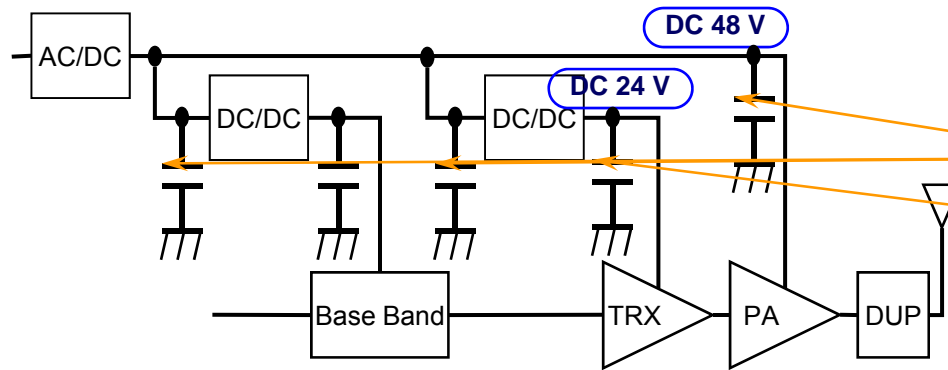 DC 48 V
AC/DC
DC 24 V
DC/DC
DC/DC
Base Band
TRX
PA
DUP